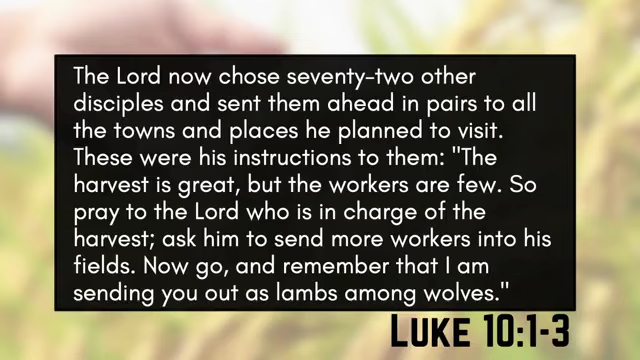 The Lord now chose seventy-two other
disciples and sent them ahead in pairs to all
the towns and places he planned to visit.
These were his instructions to them: "The
harvest is great, but the workers are few. So
pray to the Lord who is in charge of the
harvest; ask him to send more workers into his
fields. Now go, and remember that I am
sending you out as lambs among wolves."
Luke 10:1-3